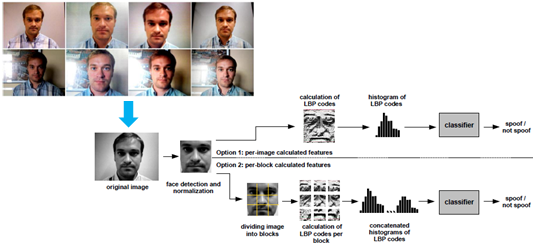 calculation of
LBP codes
histogram of
LBP codes
classifier
spoof /
not spoof
Option 1: per-image calculated features
Option 2: per-block calculated features
original image
face detection and
normalization
dividing image
into blocks
calculation of
LBP codes per
block
concatenated
histograms of
LBP codes
classifier
spoof /
not spoof